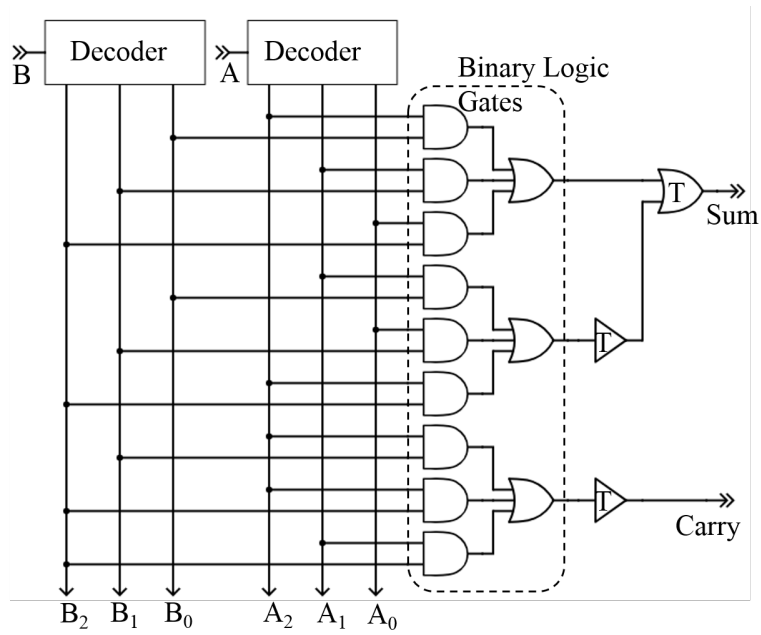 Decoder
Decoder
B
A
Binary Logic
Gates
T
Sum
T
T
Carry
B₂ B₁ B₀ A₂ A₁ A₀